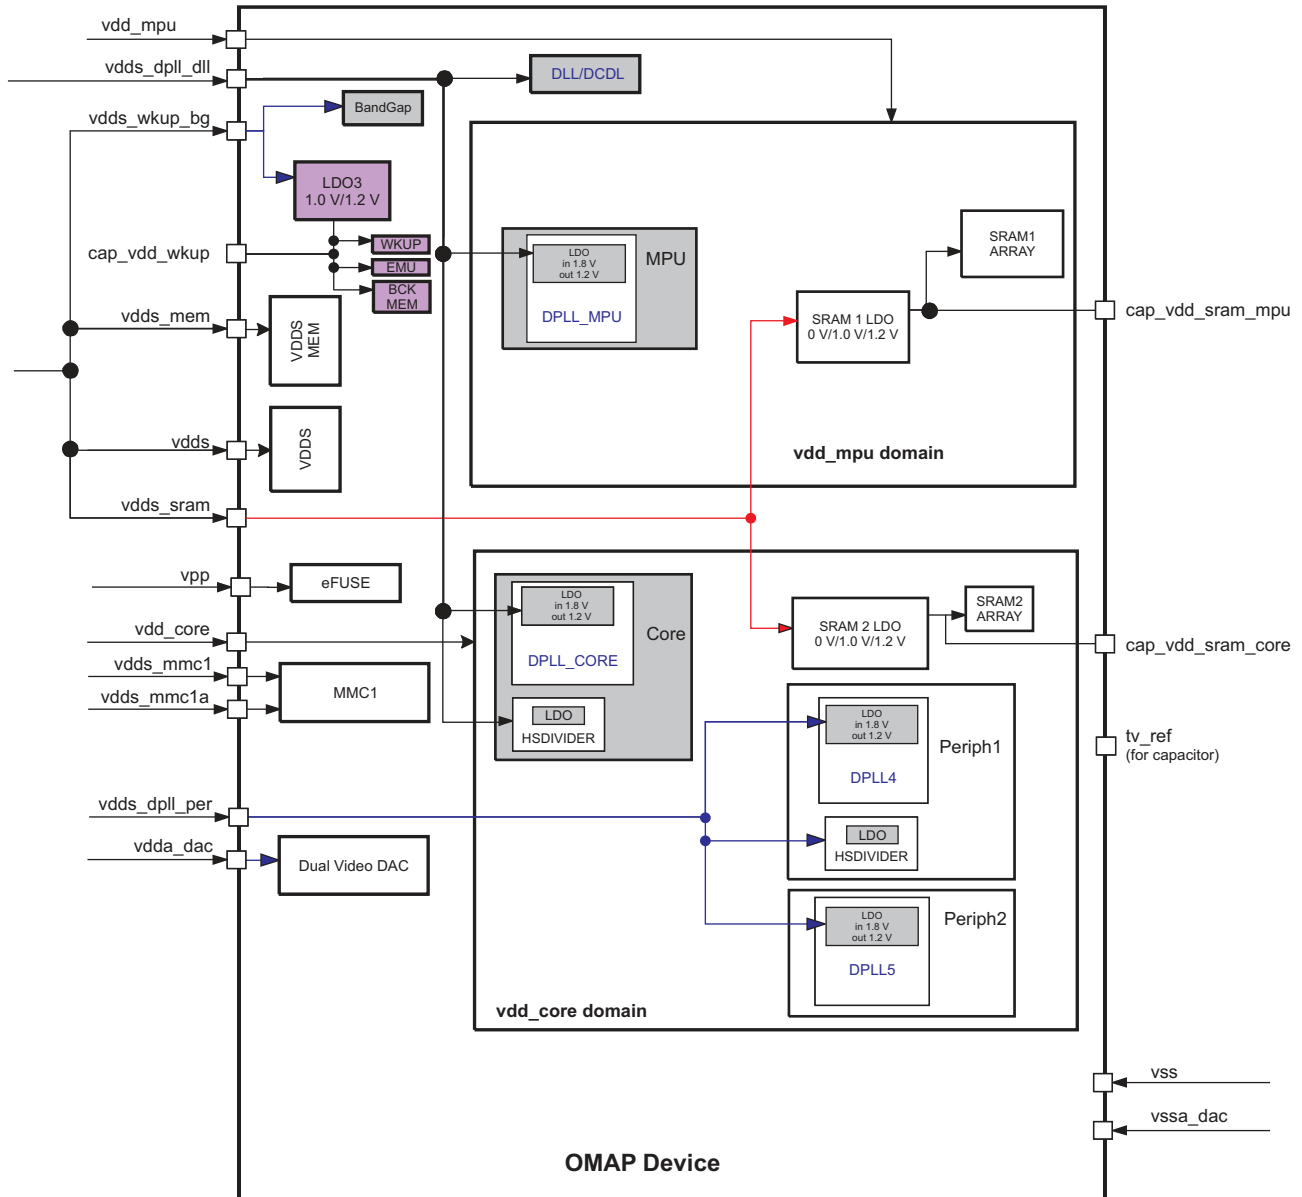 vdd_mpu
vdds_dpll_dll
DLL/DCDL
BandGap
vdds_wkup_bg
LDO3
1.0 V/1.2 V
cap_vdd_wkup
WKUP
EMU
BCK
MEM
vdds_mem
VDDS
MEM
vdds
VDDS
vdds_sram
LDO
in 1.8 V
out 1.2 V
MPU
DPLL_MPU
SRAM1
ARRAY
SRAM 1 LDO
0 V/1.0 V/1.2 V
cap_vdd_sram_mpu
vdd_mpu domain
vpp
eFUSE
vdd_core
vdds_mmc1
vdds_mmc1a
MMC1
LDO
in 1.8 V
out 1.2 V
Core
DPLL_CORE
LDO
HSDIVIDER
SRAM 2 LDO
0 V/1.0 V/1.2 V
SRAM2
ARRAY
cap_vdd_sram_core
LDO
in 1.8 V
out 1.2 V
Periph1
DPLL4
LDO
HSDIVIDER
tv_ref
(for capacitor)
vdds_dpll_per
vdda_dac
Dual Video DAC
LDO
in 1.8 V
out 1.2 V
Periph2
DPLL5
vdd_core domain
vss
vssa_dac
OMAP Device